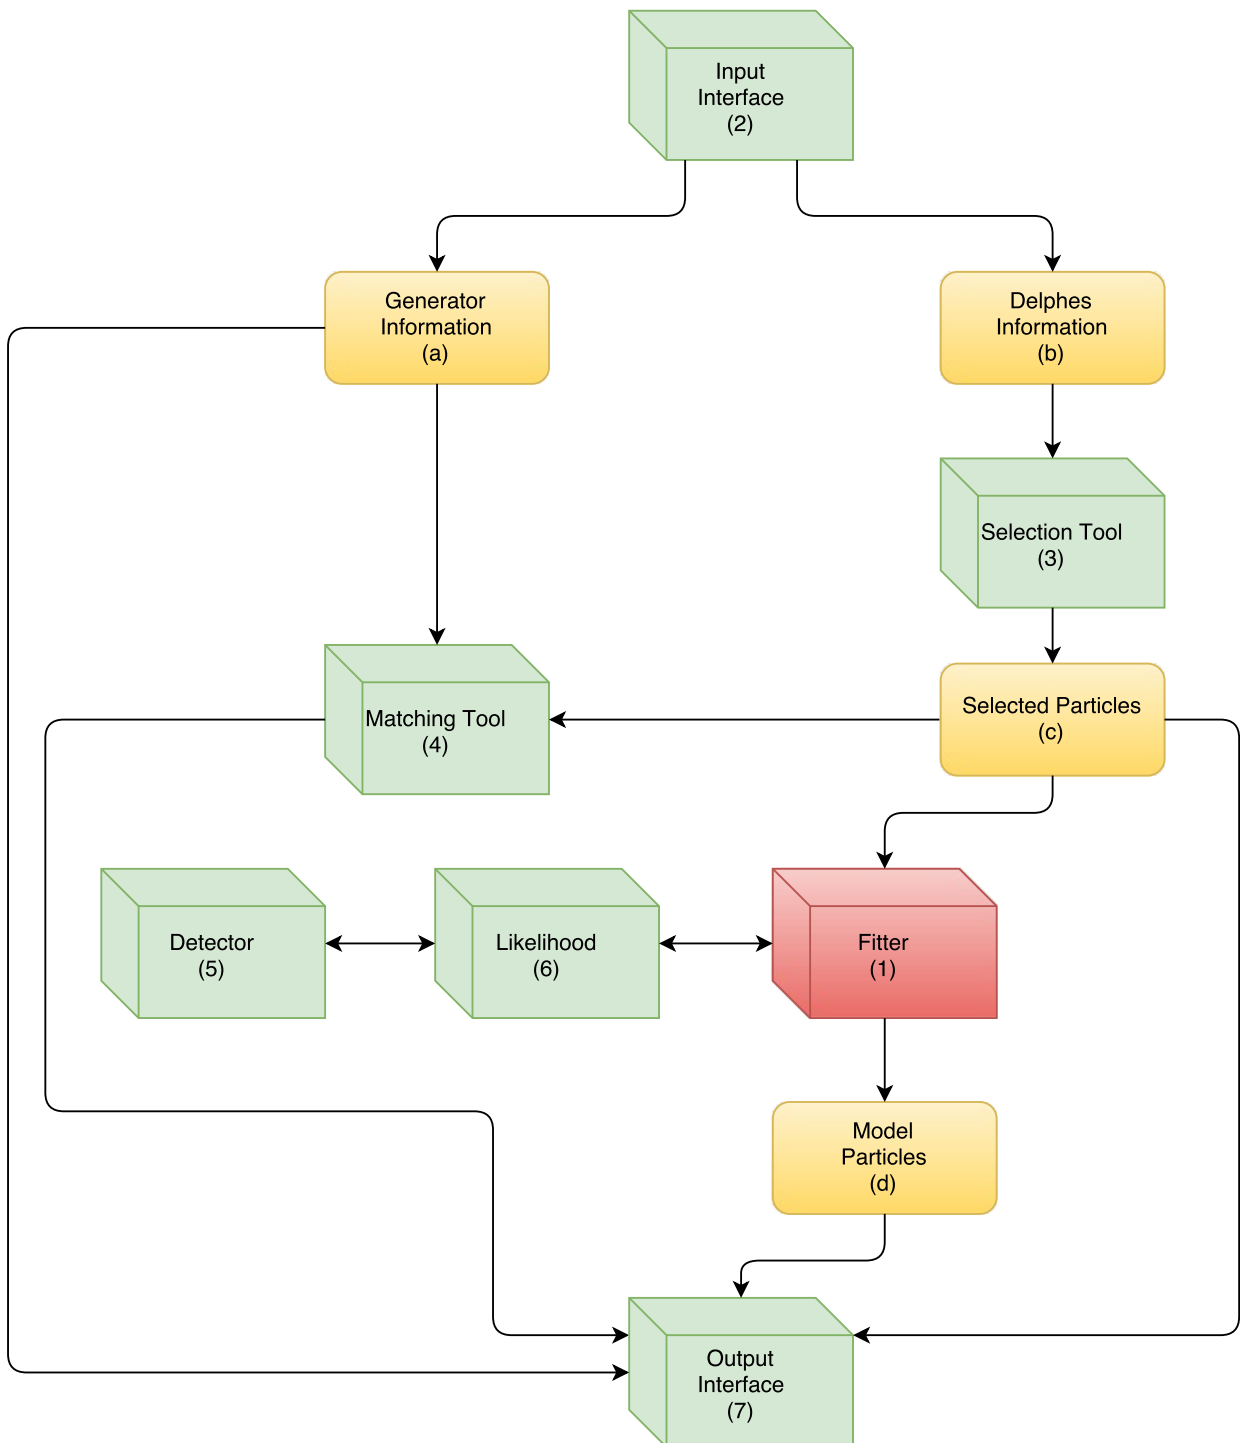 Input
Interface
(2)
Generator
Information
(a)
Delphes
Information
(b)
Selection Tool
(3)
Matching Tool
(4)
Selected Particles
(c)
Detector
(5)
Likelihood
(6)
Fitter
(1)
Model
Particles
(d)
Output
Interface
(7)